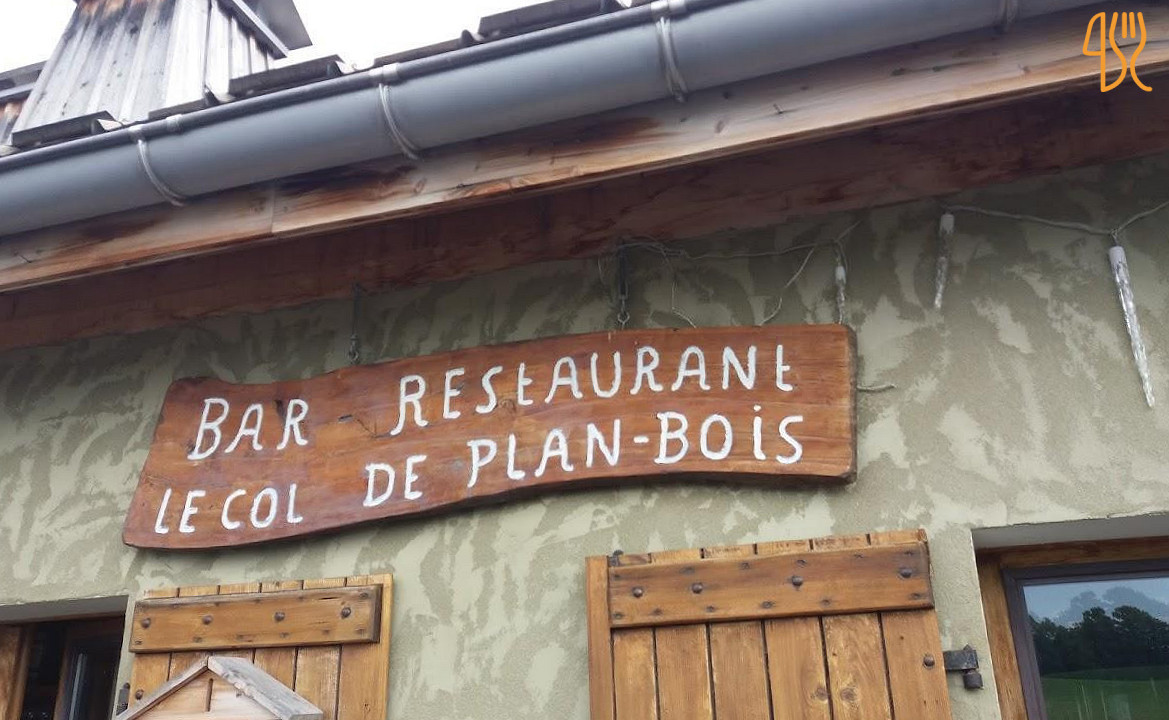 BAR - RESTAURANT
LE COL DE PLAN-BOIS